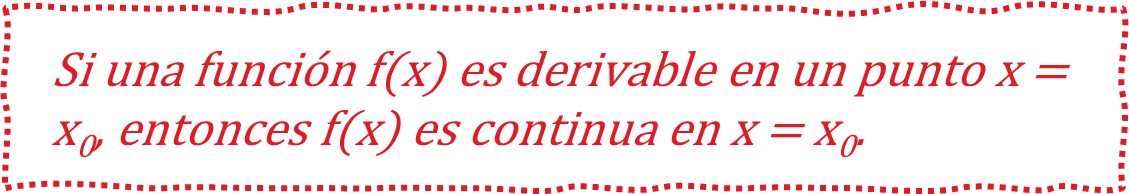 Si una función f(x) es derivable en un punto x =
x₀, entonces f(x) es continua en x = x₀.